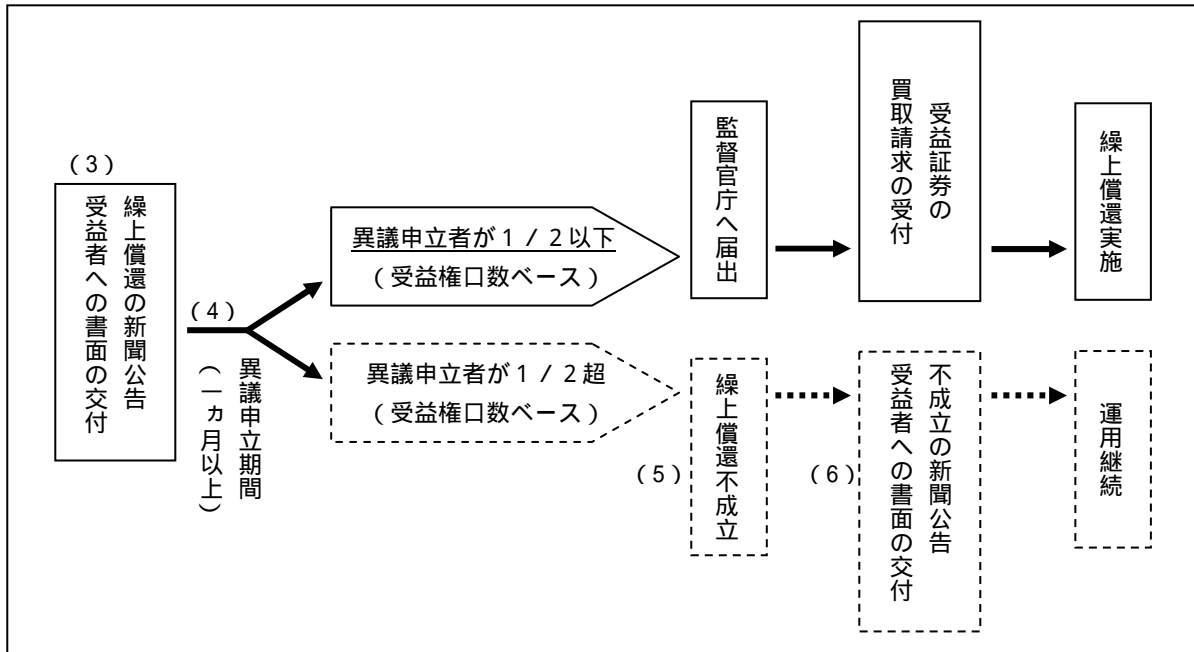 (3)
繰上償還の新聞公告
受益者への書面の交付
(4)
異議申立期間
(一ヵ月以上)
異議申立者が1/2以下
(受益権口数ベース)
監督官庁へ届出
受益証券の
買取請求の受付
繰上償還実施
異議申立者が1/2超
(受益権口数ベース)
(5)
繰上償還不成立
(6)
不成立の新聞公告
受益者への書面の交付
運用継続